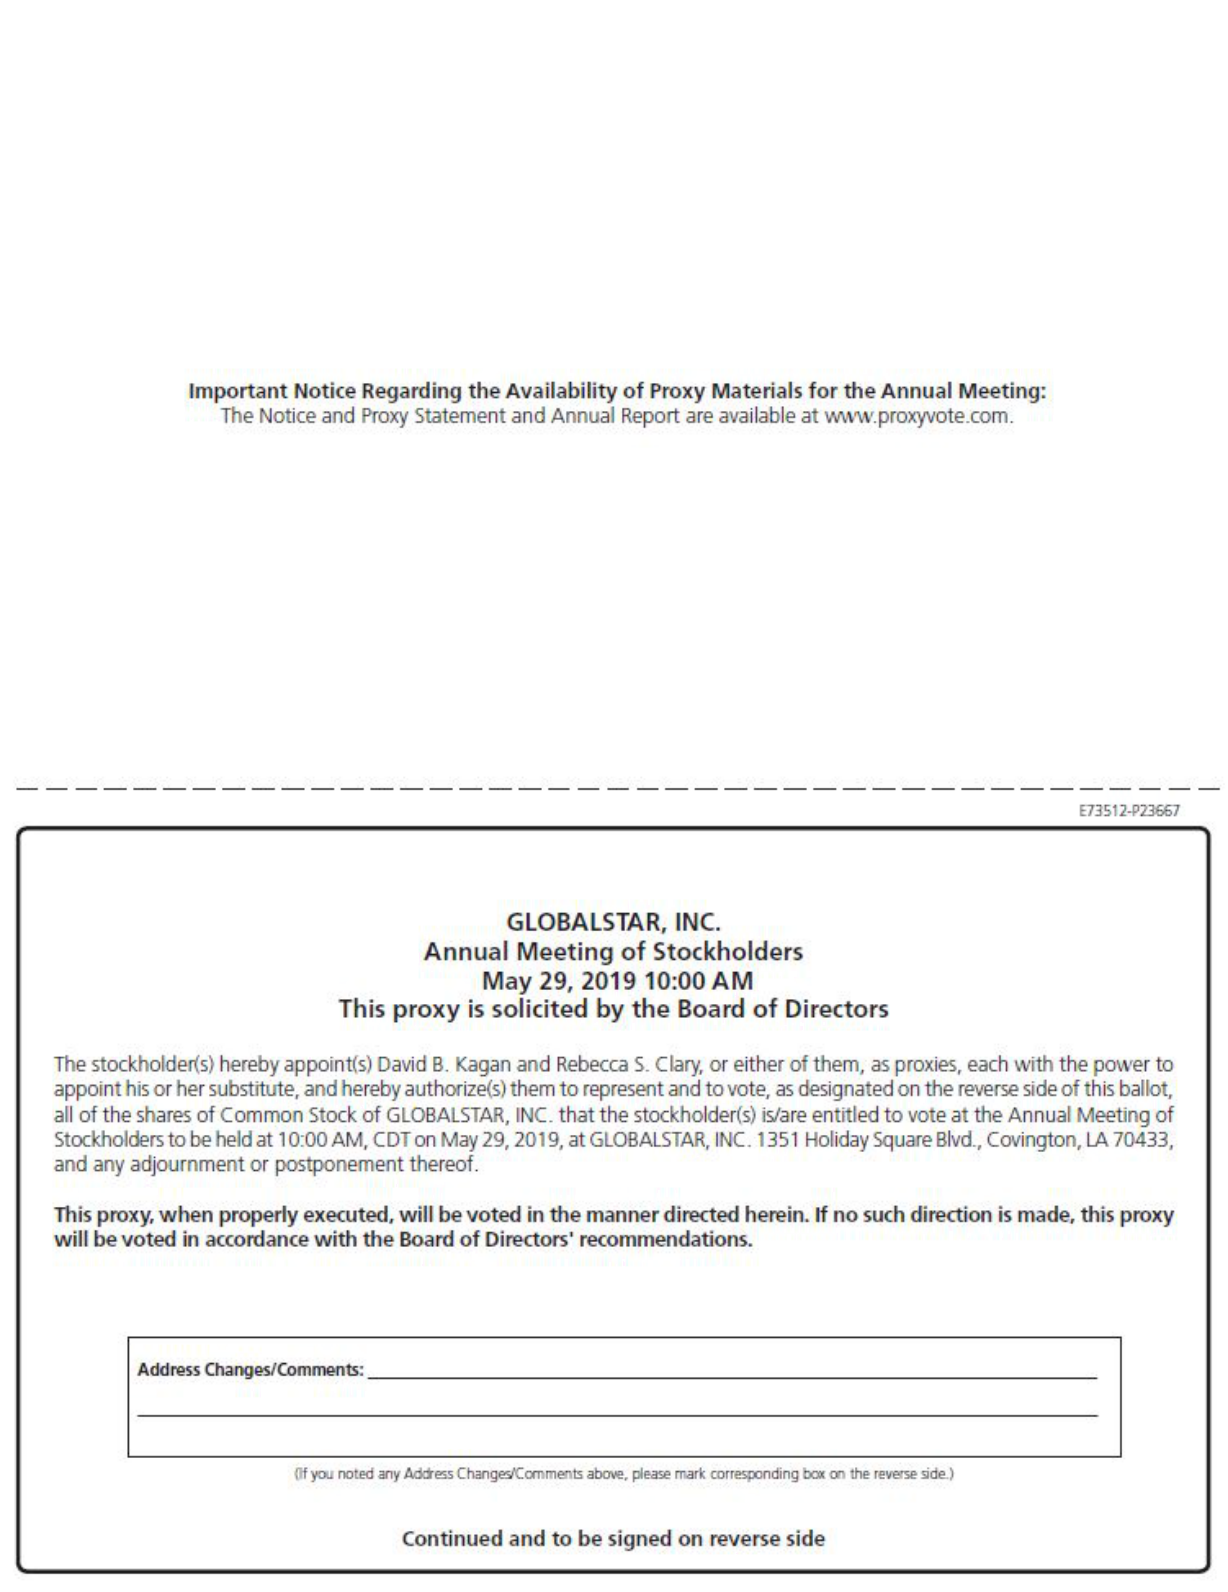 Important Notice Regarding the Availability of Proxy Materials for the Annual Meeting:
The Notice and Proxy Statement and Annual Report are available at www.proxyvote.com.
E73512-P23667
GLOBALSTAR, INC.
Annual Meeting of Stockholders
May 29, 2019 10:00 AM
This proxy is solicited by the Board of Directors
The stockholder(s) hereby appoint(s) David B. Kagan and Rebecca S. Clary, or either of them, as proxies, each with the power to
appoint his or her substitute, and hereby authorize(s) them to represent and to vote, as designated on the reverse side of this ballot,
all of the shares of Common Stock of GLOBALSTAR, INC. that the stockholder(s) is/are entitled to vote at the Annual Meeting of
Stockholders to be held at 10:00 AM, CDT on May 29, 2019, at GLOBALSTAR, INC. 1351 Holiday Square Blvd., Covington, LA 70433,
and any adjournment or postponement thereof.
This proxy, when properly executed, will be voted in the manner directed herein. If no such direction is made, this proxy
will be voted in accordance with the Board of Directors' recommendations.
Address Changes/Comments:
(If you noted any Address Changes/Comments above, please mark corresponding box on the reverse side.)
Continued and to be signed on reverse side